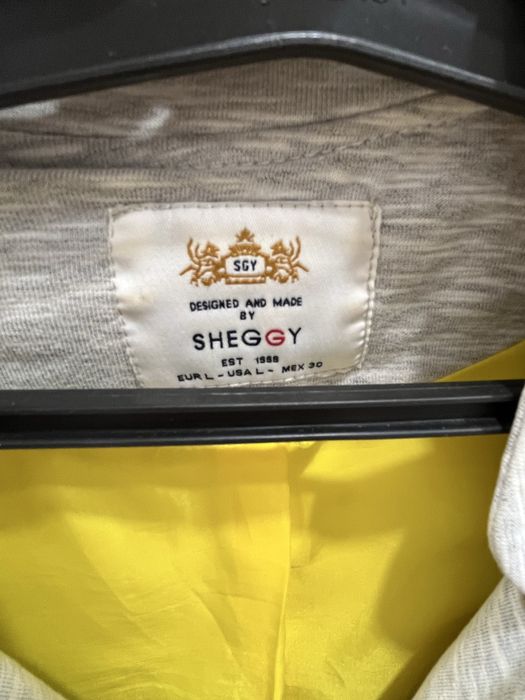 SGY
DESIGNED AND MADE
BY
SHEGGY
EST 1988
EUR L - USA L - MEX 30